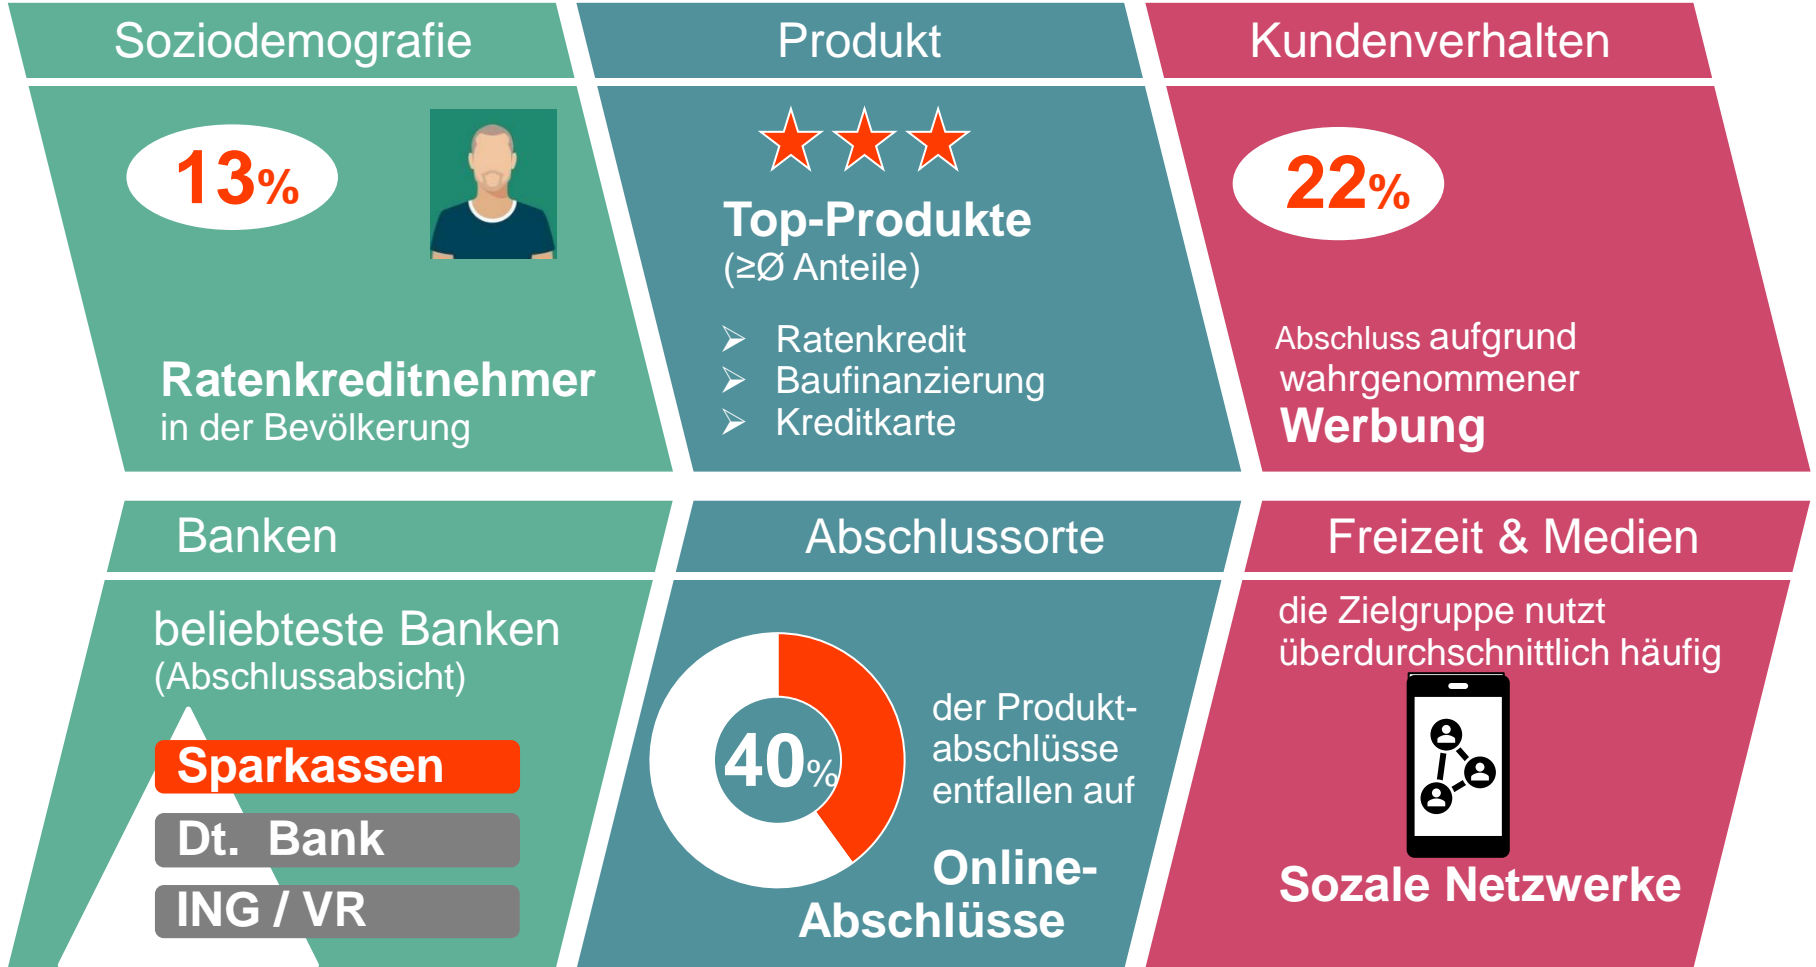 Soziodemografie
13%
Ratenkreditnehmer
in der Bevölkerung
Produkt
Top-Produkte
(≥Ø Anteile)
➢ Ratenkredit
➢ Baufinanzierung
➢ Kreditkarte
Kundenverhalten
22%
Abschluss aufgrund
wahrgenommener
Werbung
Banken
beliebteste Banken
(Abschlussabsicht)
Sparkassen
Dt. Bank
ING / VR
Abschlussorte
40%
der Produkt-
abschlüsse
entfallen auf
Online-
Abschlüsse
Freizeit & Medien
die Zielgruppe nutzt
überdurchschnittlich häufig
Sozale Netzwerke